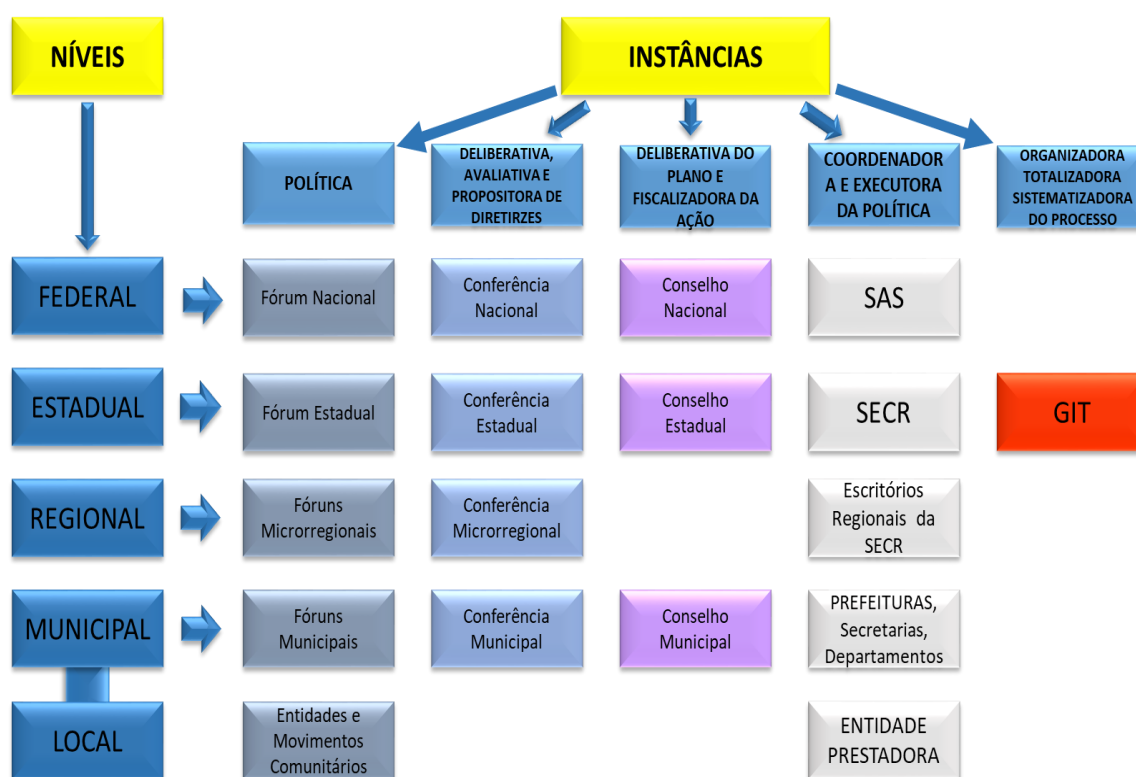 NÍVEIS
INSTÂNCIAS
POLÍTICA
DELIBERATIVA,
AVALIATIVA E
PROPOSITORA DE
DIRETIRZES
DELIBERATIVA DO
PLANO E
FISCALIZADORA DA
AÇÃO
COORDENADOR
A E EXECUTORA
DA POLÍTICA
ORGANIZADORA
TOTALIZADORA
SISTEMATIZADORA
DO PROCESSO
FEDERAL
Fórum Nacional
Conferência
Nacional
Conselho
Nacional
SAS
ESTADUAL
Fórum Estadual
Conferência
Estadual
Conselho
Estadual
SECR
GIT
REGIONAL
Fóruns
Microrregionais
Conferência
Microrregional
Escritórios
Regionais da
SECR
MUNICIPAL
Fóruns
Municipais
Conferência
Municipal
Conselho
Municipal
PREFEITURAS,
Secretarias,
Departamentos
LOCAL
Entidades e
Movimentos
Comunitários
ENTIDADE
PRESTADORA